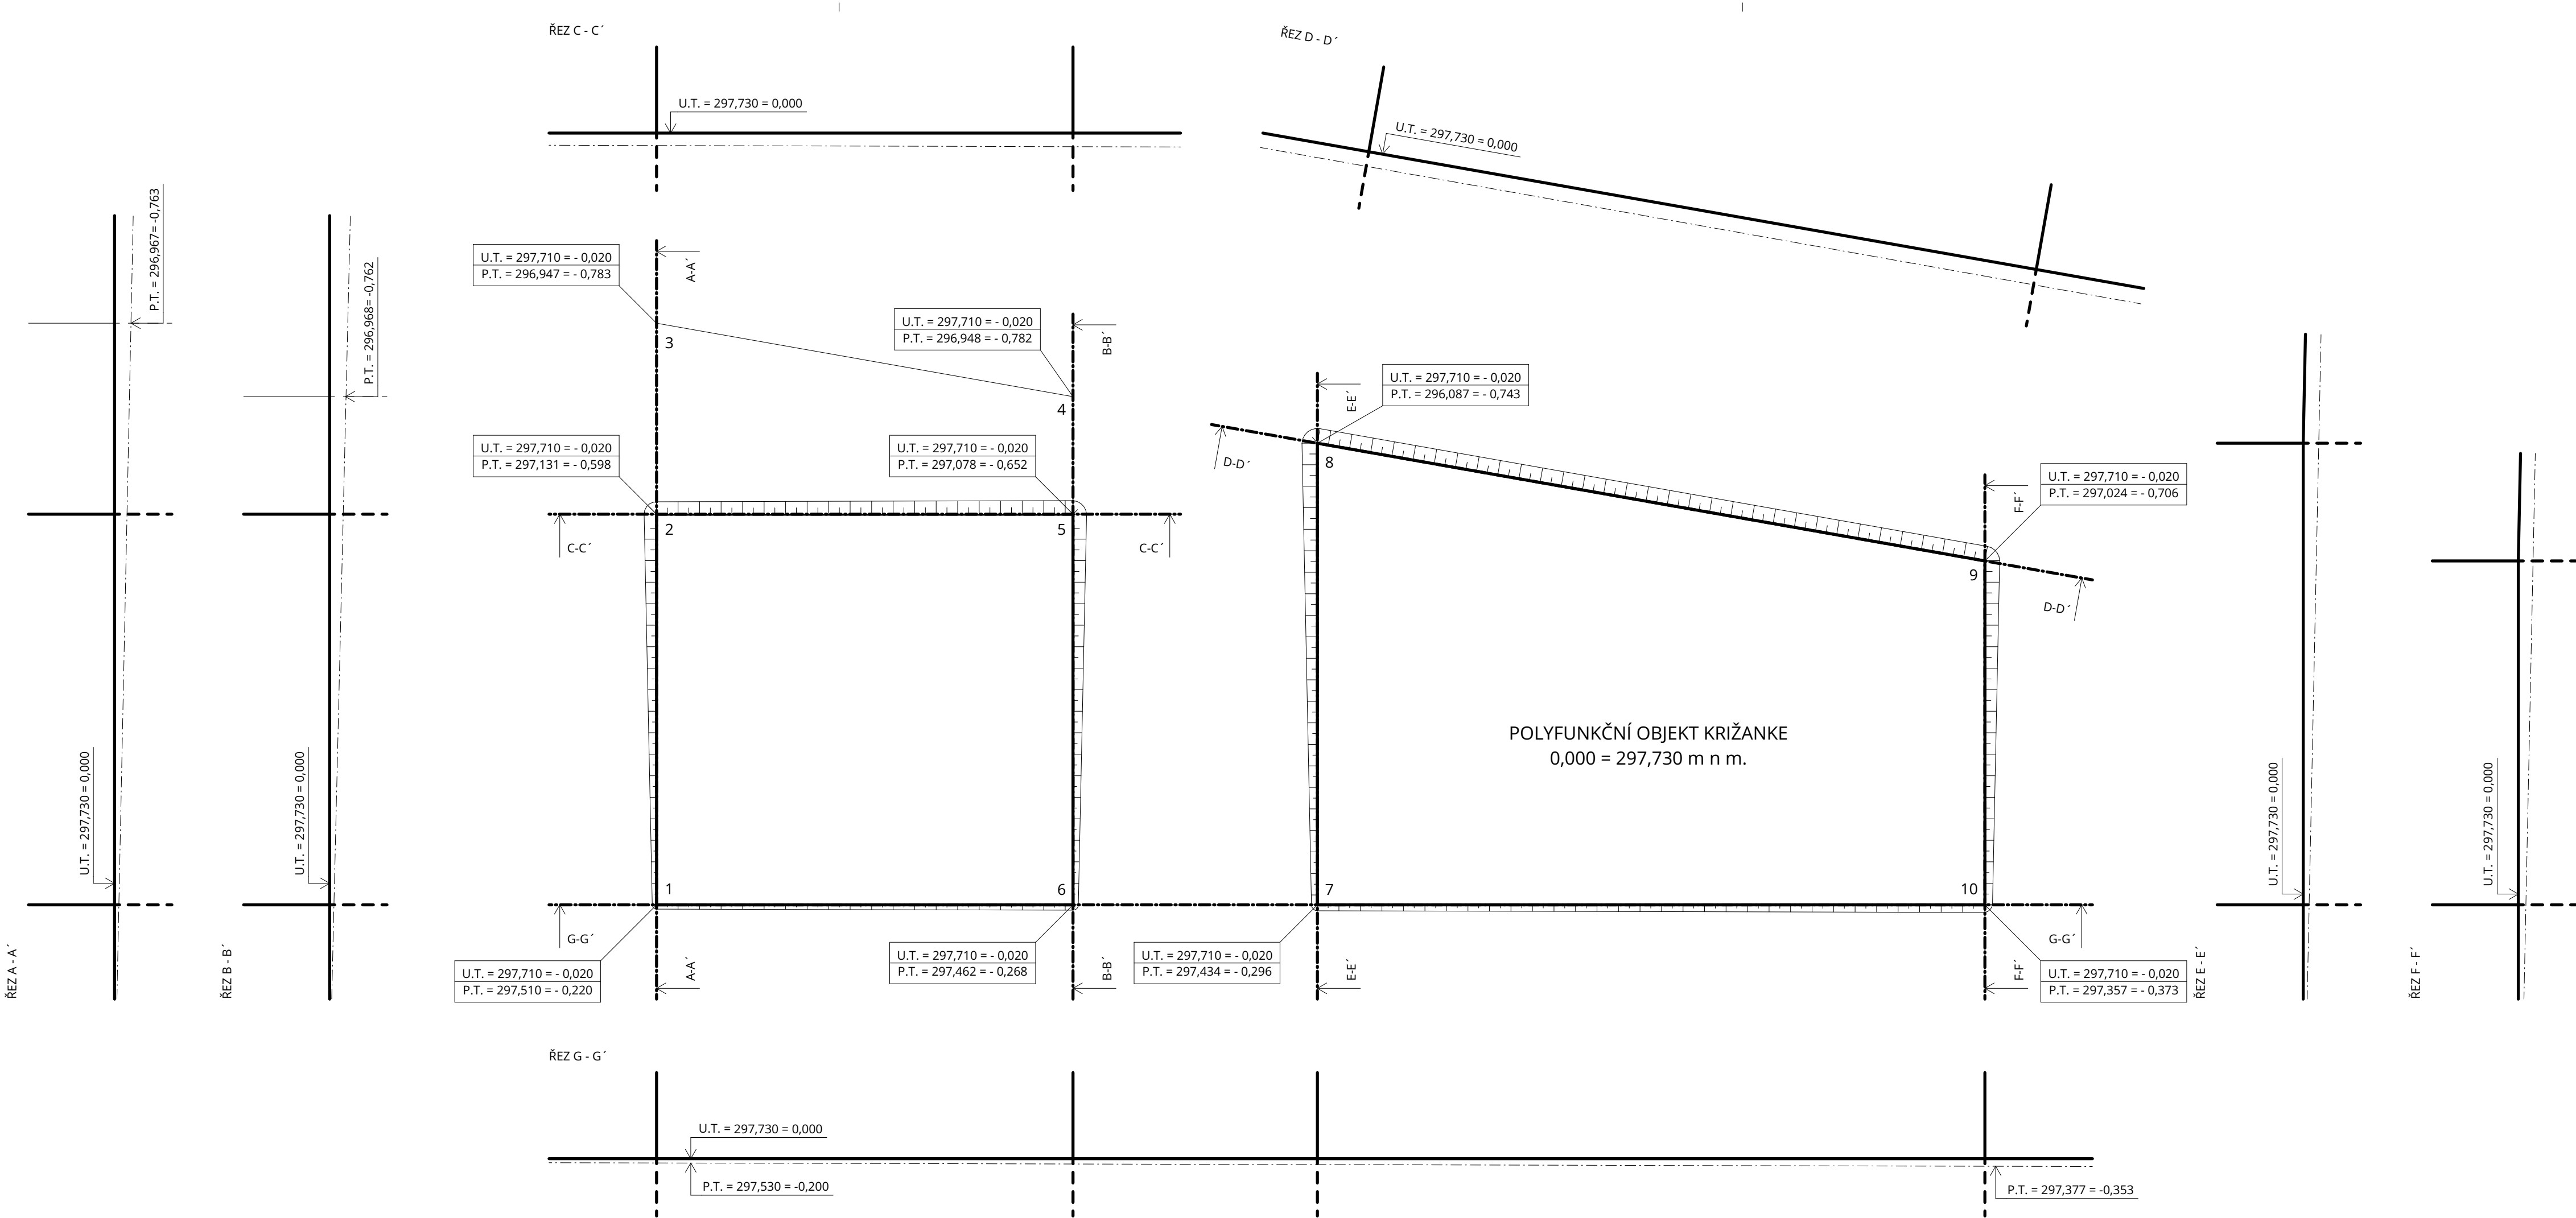 ŘEZ C - C´
ŘEZ D - D´
U.T. = 297,730 = 0,000
U.T. = 297,730 = 0,000
P.T. = 296,967= -0,763
P.T. = 296,968= -0,762
U.T. = 297,710 = - 0,020
P.T. = 296,947 = - 0,783
A-A´
3
U.T. = 297,710 = - 0,020
P.T. = 296,948 = - 0,782
B-B´
4
U.T. = 297,710 = - 0,020
P.T. = 296,087 = - 0,743
E-E´
8
D-D´
U.T. = 297,710 = - 0,020
P.T. = 297,131 = - 0,598
U.T. = 297,710 = - 0,020
P.T. = 297,078 = - 0,652
2
5
C-C´
C-C´
U.T. = 297,710 = - 0,020
P.T. = 297,024 = - 0,706
F-F´
9
D-D´
POLYFUNKČNÍ OBJEKT KRIŽANKE
0,000 = 297,730 m n m.
U.T. = 297,730 = 0,000
U.T. = 297,730 = 0,000
U.T. = 297,730 = 0,000
U.T. = 297,730 = 0,000
1
6
7
10
G-G´
G-G´
U.T. = 297,710 = - 0,020
P.T. = 297,510 = - 0,220
A-A´
U.T. = 297,710 = - 0,020
P.T. = 297,462 = - 0,268
B-B´
U.T. = 297,710 = - 0,020
P.T. = 297,434 = - 0,296
E-E´
F-F´
U.T. = 297,710 = - 0,020
P.T. = 297,357 = - 0,373
ŘEZ A - A´
ŘEZ B - B´
ŘEZ E - E´
ŘEZ F - F´
ŘEZ G - G´
U.T. = 297,730 = 0,000
P.T. = 297,530 = -0,200
P.T. = 297,377 = -0,353